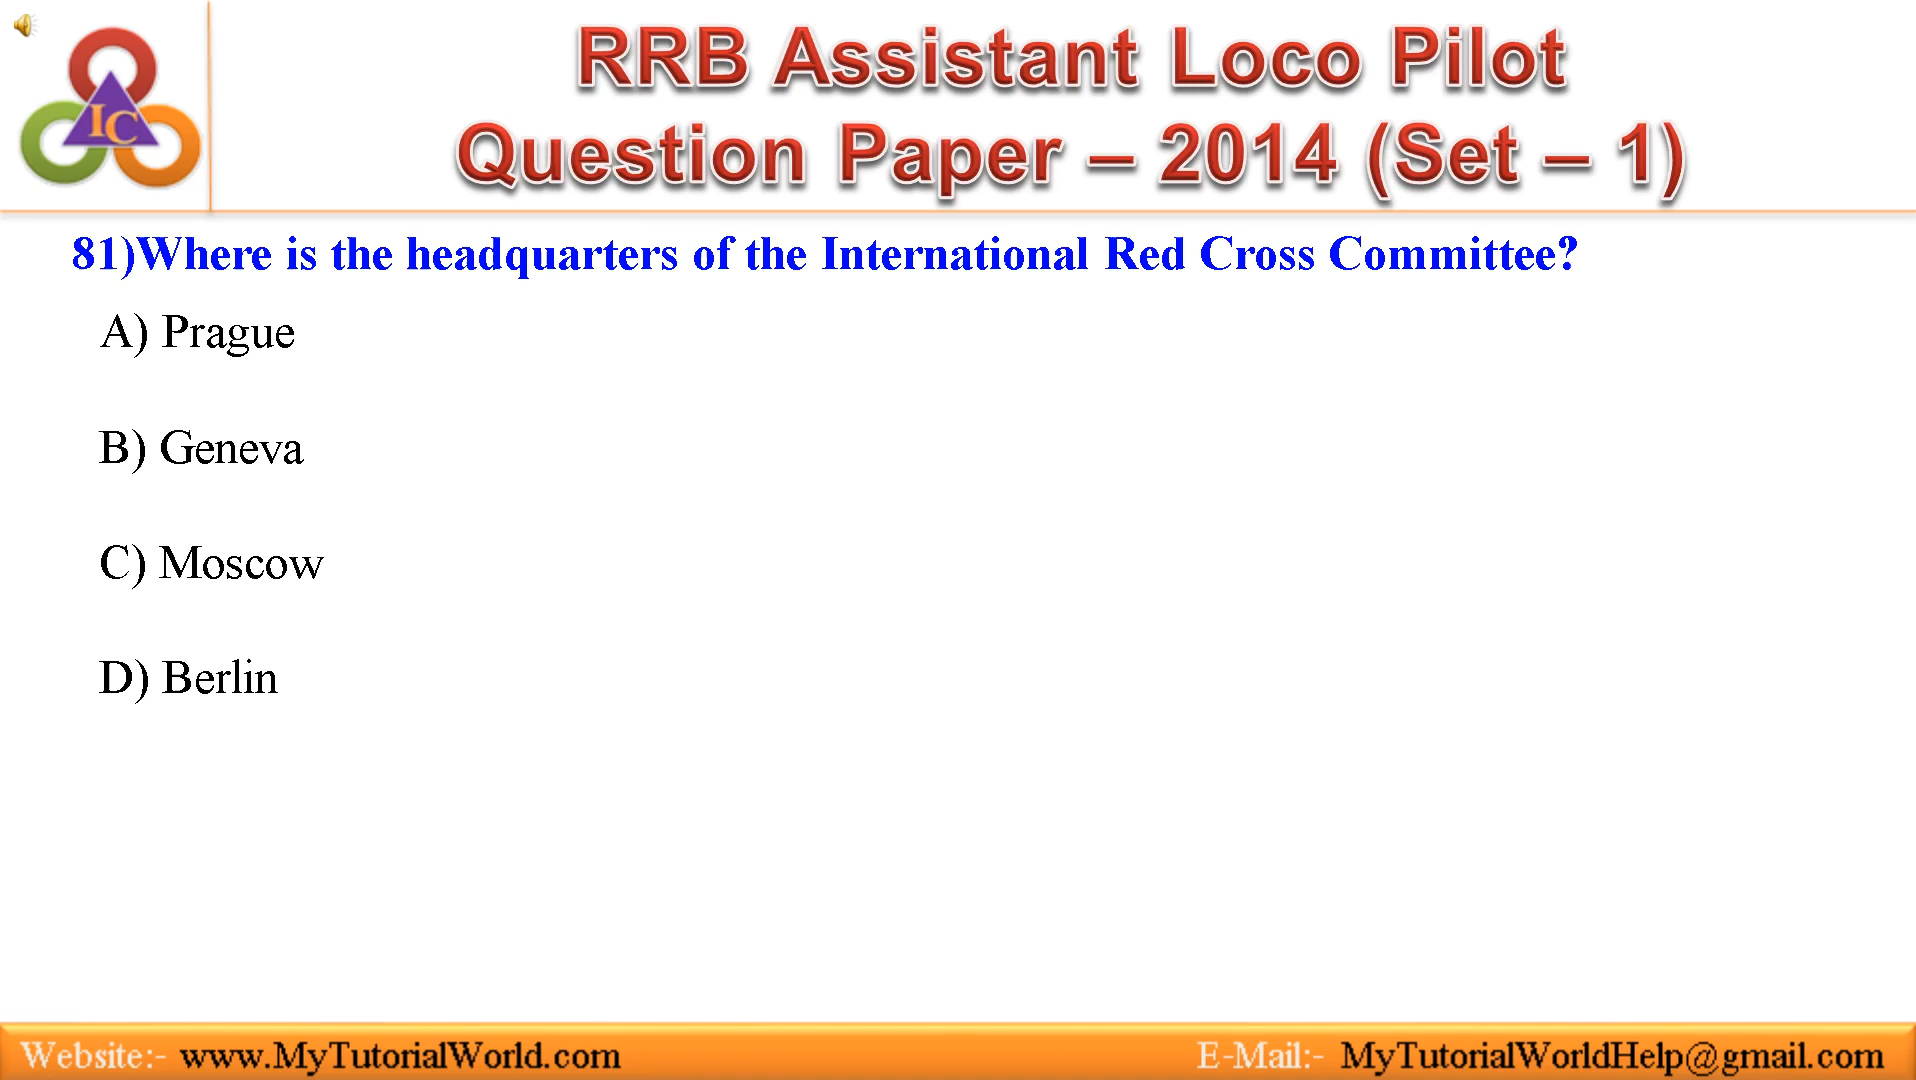 IC
RRB Assistant Loco Pilot
Question Paper – 2014 (Set – 1)
81)Where is the headquarters of the International Red Cross Committee?
A) Prague
B) Geneva
C) Moscow
D) Berlin
Website:- www.MyTutorialWorld.com
E-Mail:- MyTutorialWorldHelp@gmail.com